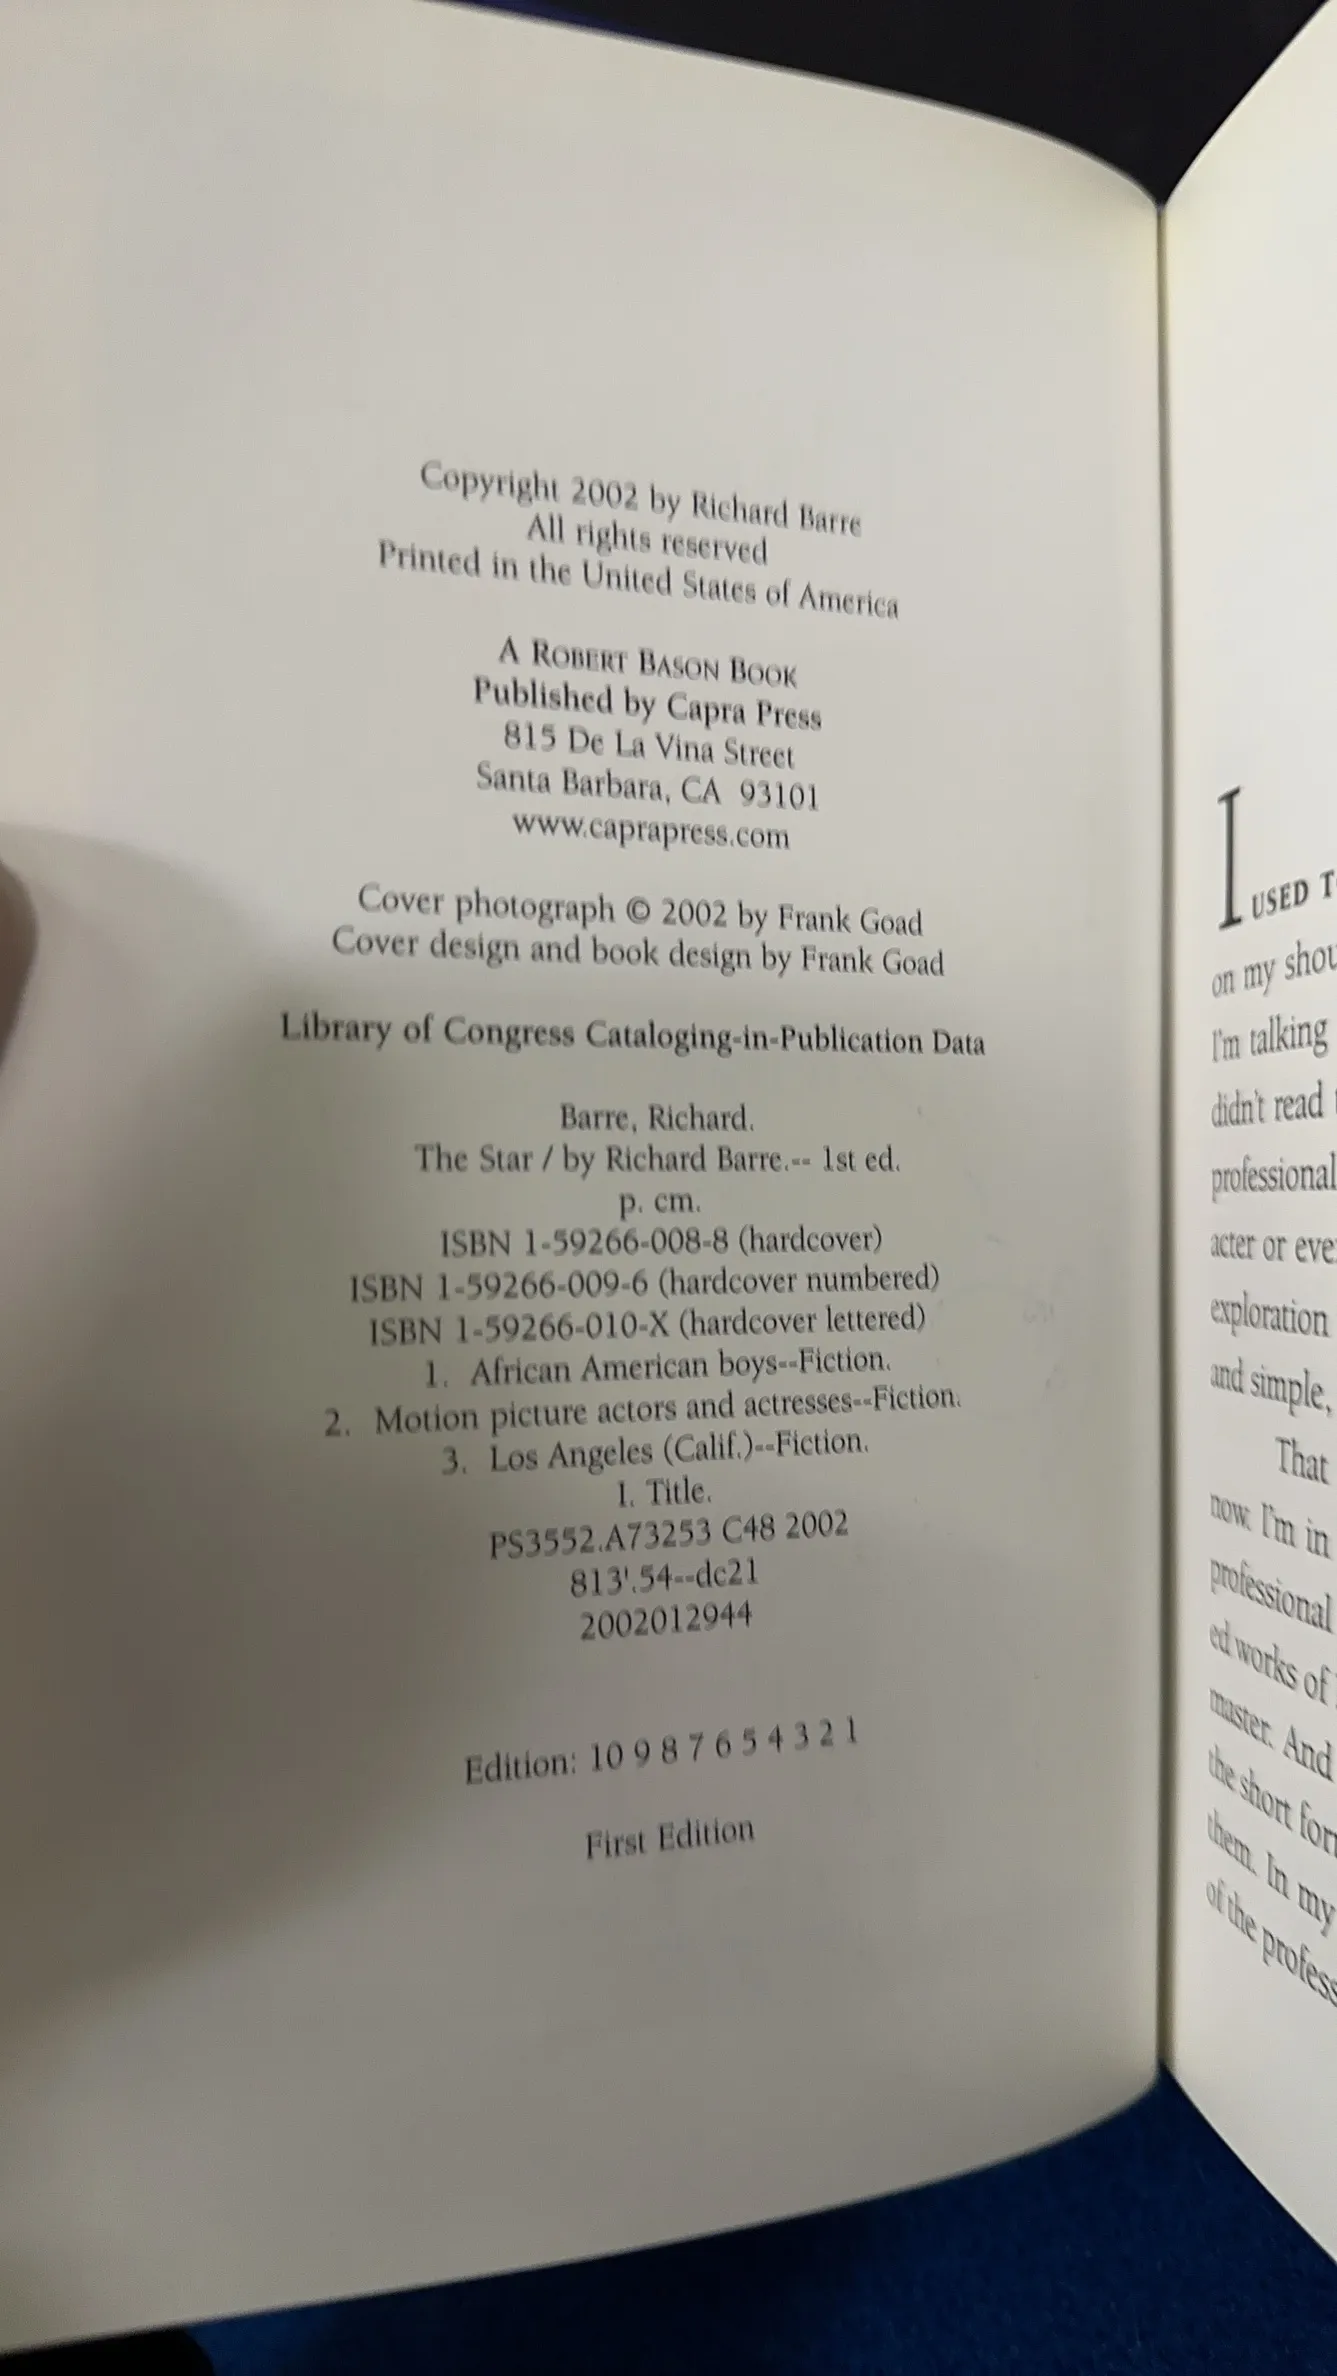 Copyright 2002 by Richard Barre
All rights reserved
Printed in the United States of America
A ROBERT BASON BOOK
Published by Capra Press
815 De La Vina Street
Santa Barbara, CA 93101
www.caprapress.com
Cover photograph © 2002 by Frank Goad
Cover design and book design by Frank Goad
Library of Congress Cataloging-in-Publication Data
Barre, Richard.
The Star / by Richard Barre.-- 1st ed.
p. cm.
ISBN 1-59266-008-8 (hardcover)
ISBN 1-59266-009-6 (hardcover numbered)
ISBN 1-59266-010-X (hardcover lettered)
1. African American boys--Fiction.
2. Motion picture actors and actresses--Fiction.
3. Los Angeles (Calif.)--Fiction.
I. Title.
PS3552.A73253 C48 2002
813'.54--dc21
2002012944
Edition: 10 9 8 7 6 5 4 3 2 1
First Edition
I USED
on my
I'm talking
didn't read
professional
acter or
exploration
and simple,
That
now. I'm in
professional
ed works of
master. And
the short
them. In my
of the